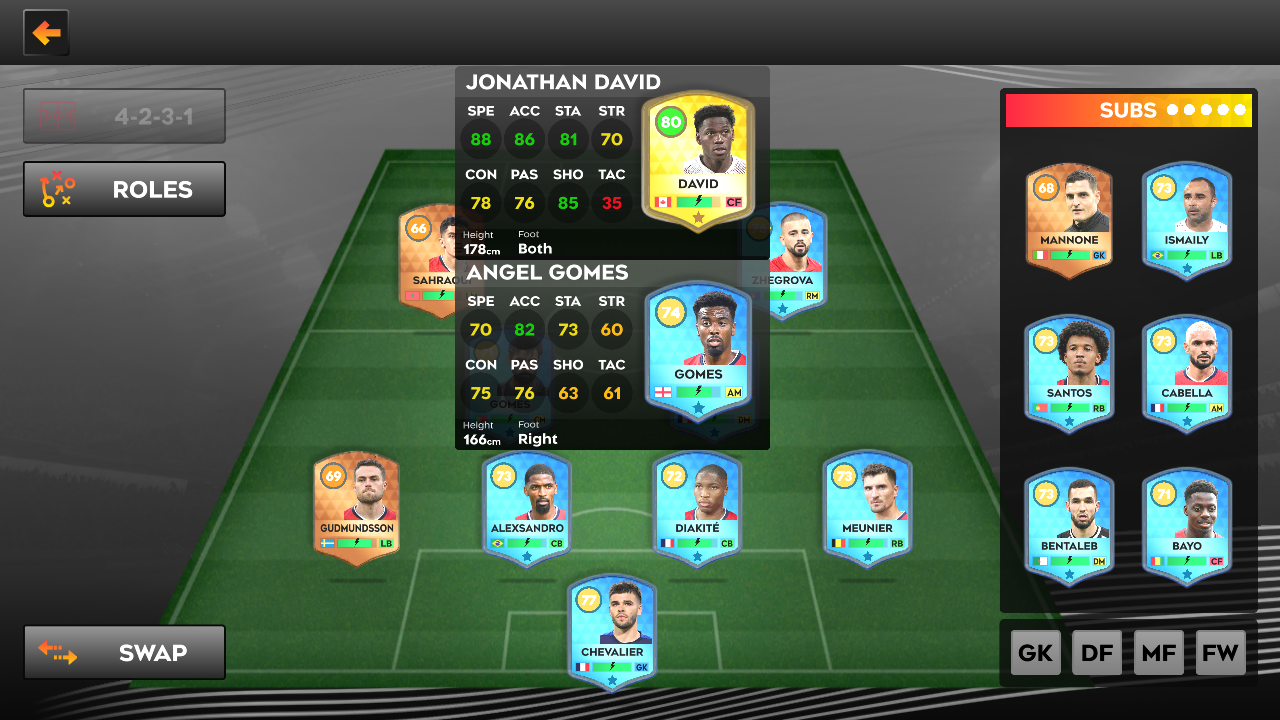 4-2-3-1
ROLES
JONATHAN DAVID
SPE ACC STA STR
88 86 81 70
CON PAS SHO TAC
78 76 85 35
Height Foot
178cm Both
80
DAVID
CF
ANGEL GOMES
SPE ACC STA STR
70 82 73 60
CON PAS SHO TAC
75 76 63 61
Height Foot
166cm Right
74
GOMES
AM
66
SAHRAOUI
ZHEGROVA
RM
GOMES
CM
DM
69
GUDMUNDSSON
LB
73
ALEXSANDRO
CB
72
DIAKITÉ
CB
73
MEUNIER
RB
77
CHEVALIER
GK
SWAP
SUBS
68
MANNONE
GK
73
ISMAILY
LB
73
SANTOS
RB
73
CABELLA
AM
73
BENTALEB
DM
71
BAYO
CF
GK DF MF FW